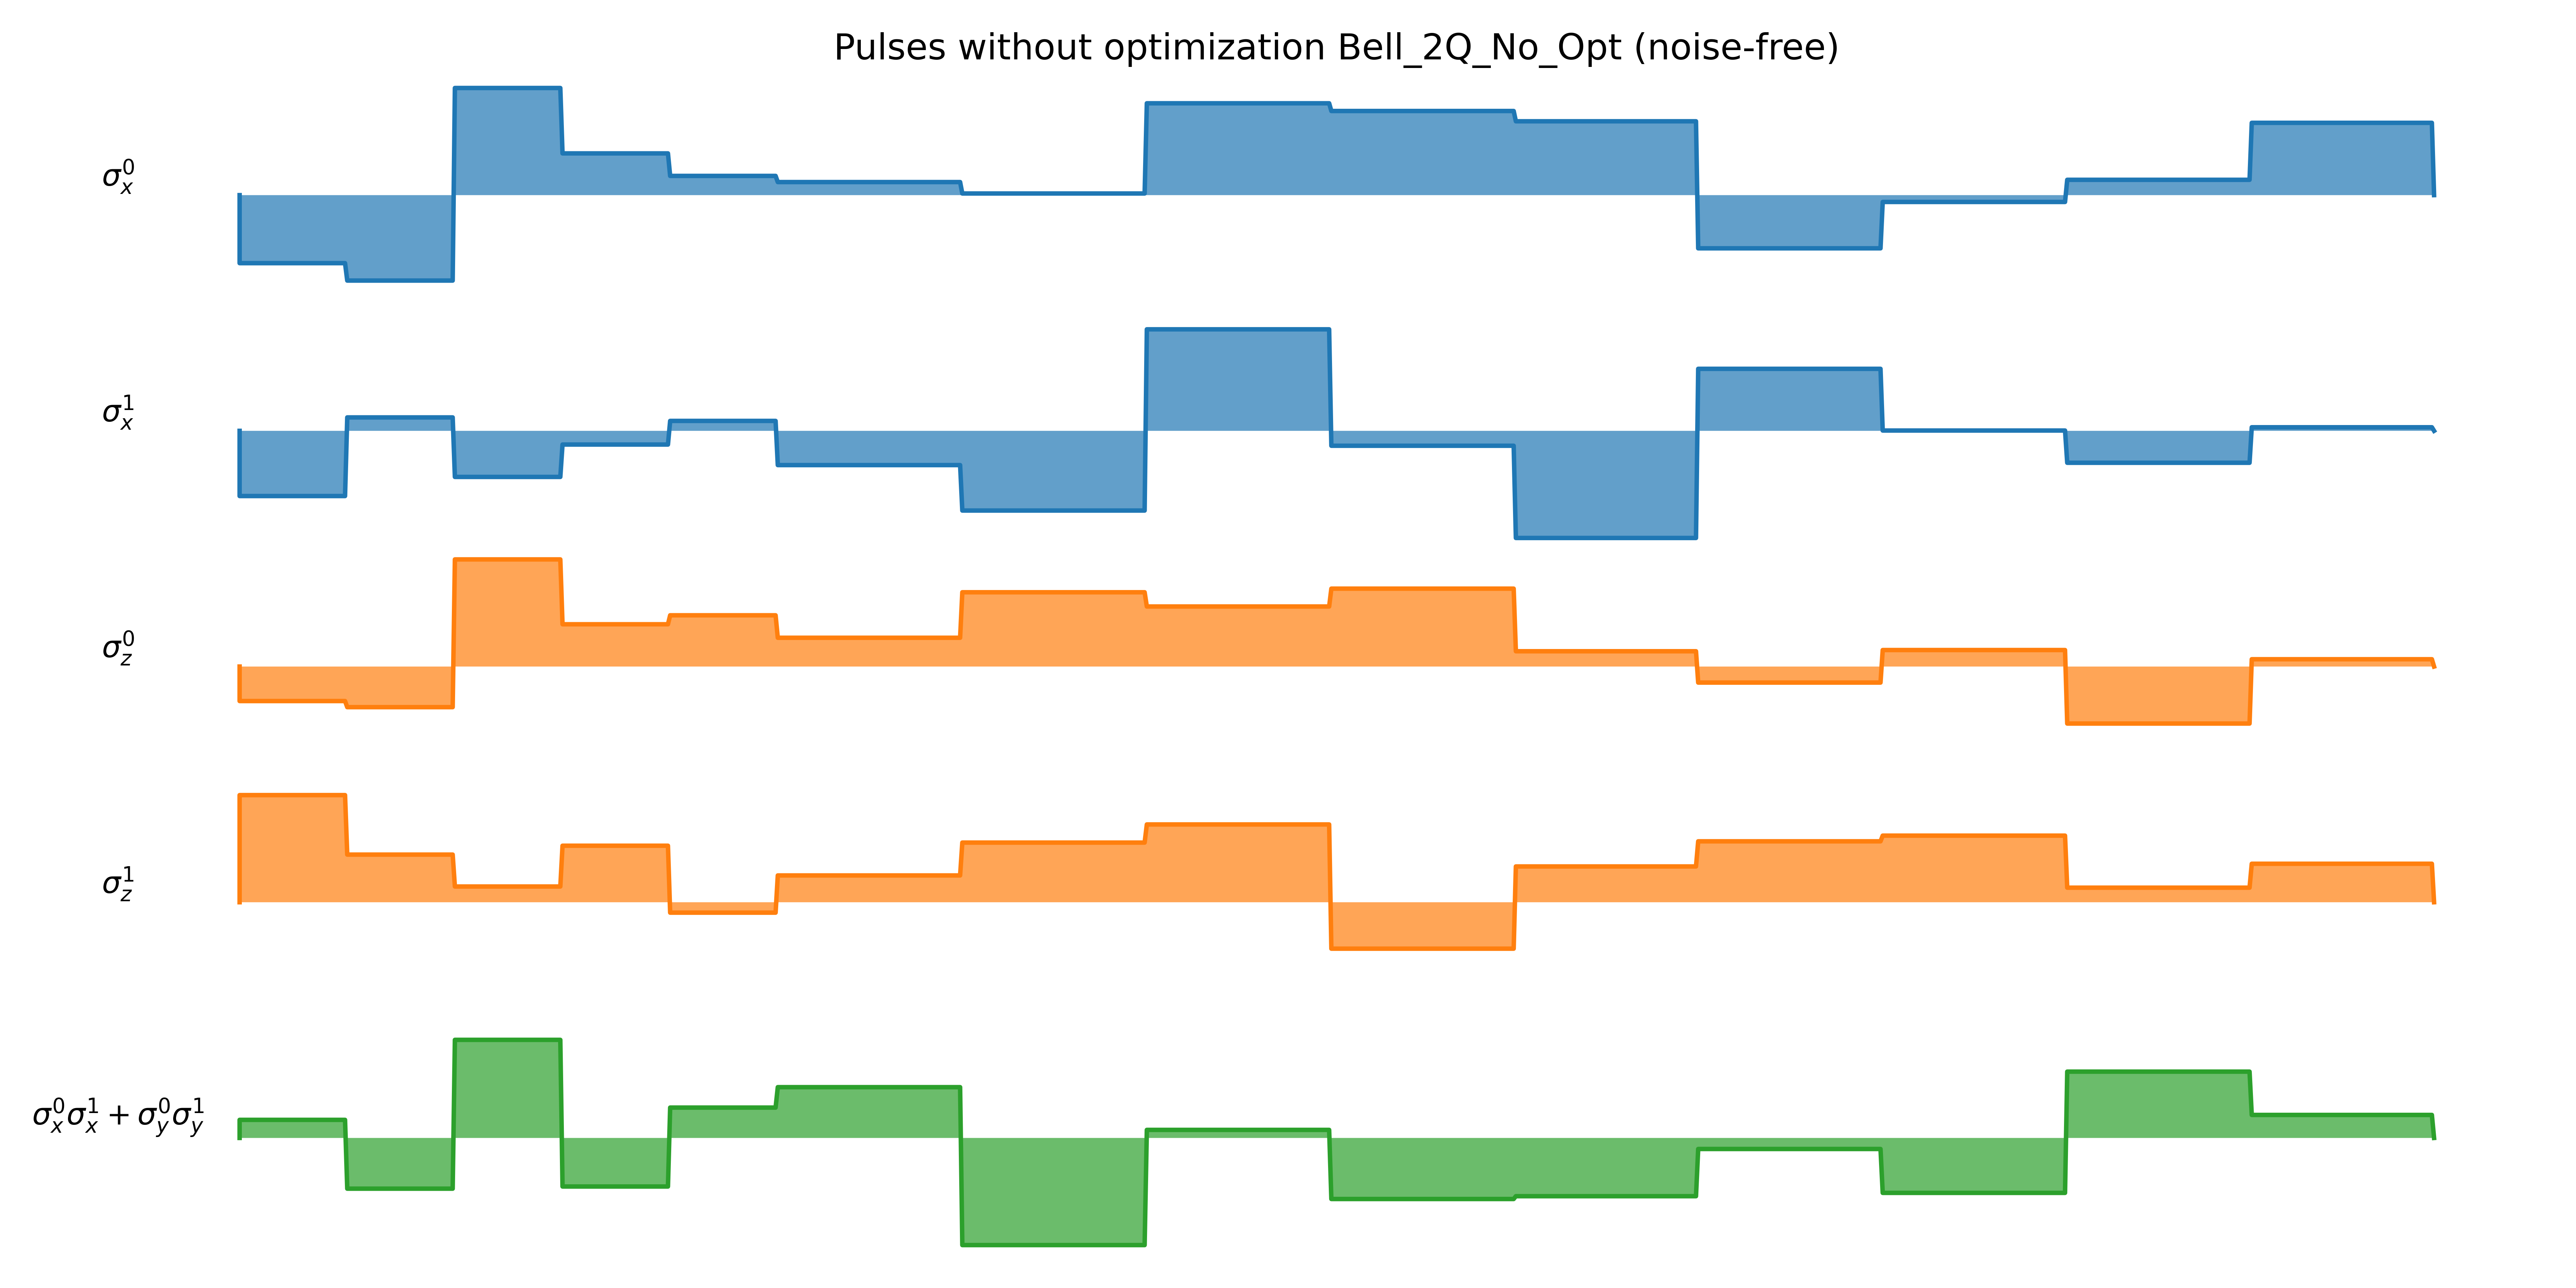 Pulses without optimization Bell_2Q_No_Opt (noise-free)
σ_x^0
σ_x^1
σ_z^0
σ_z^1
σ_x^0σ_x^1 + σ_y^0σ_y^1